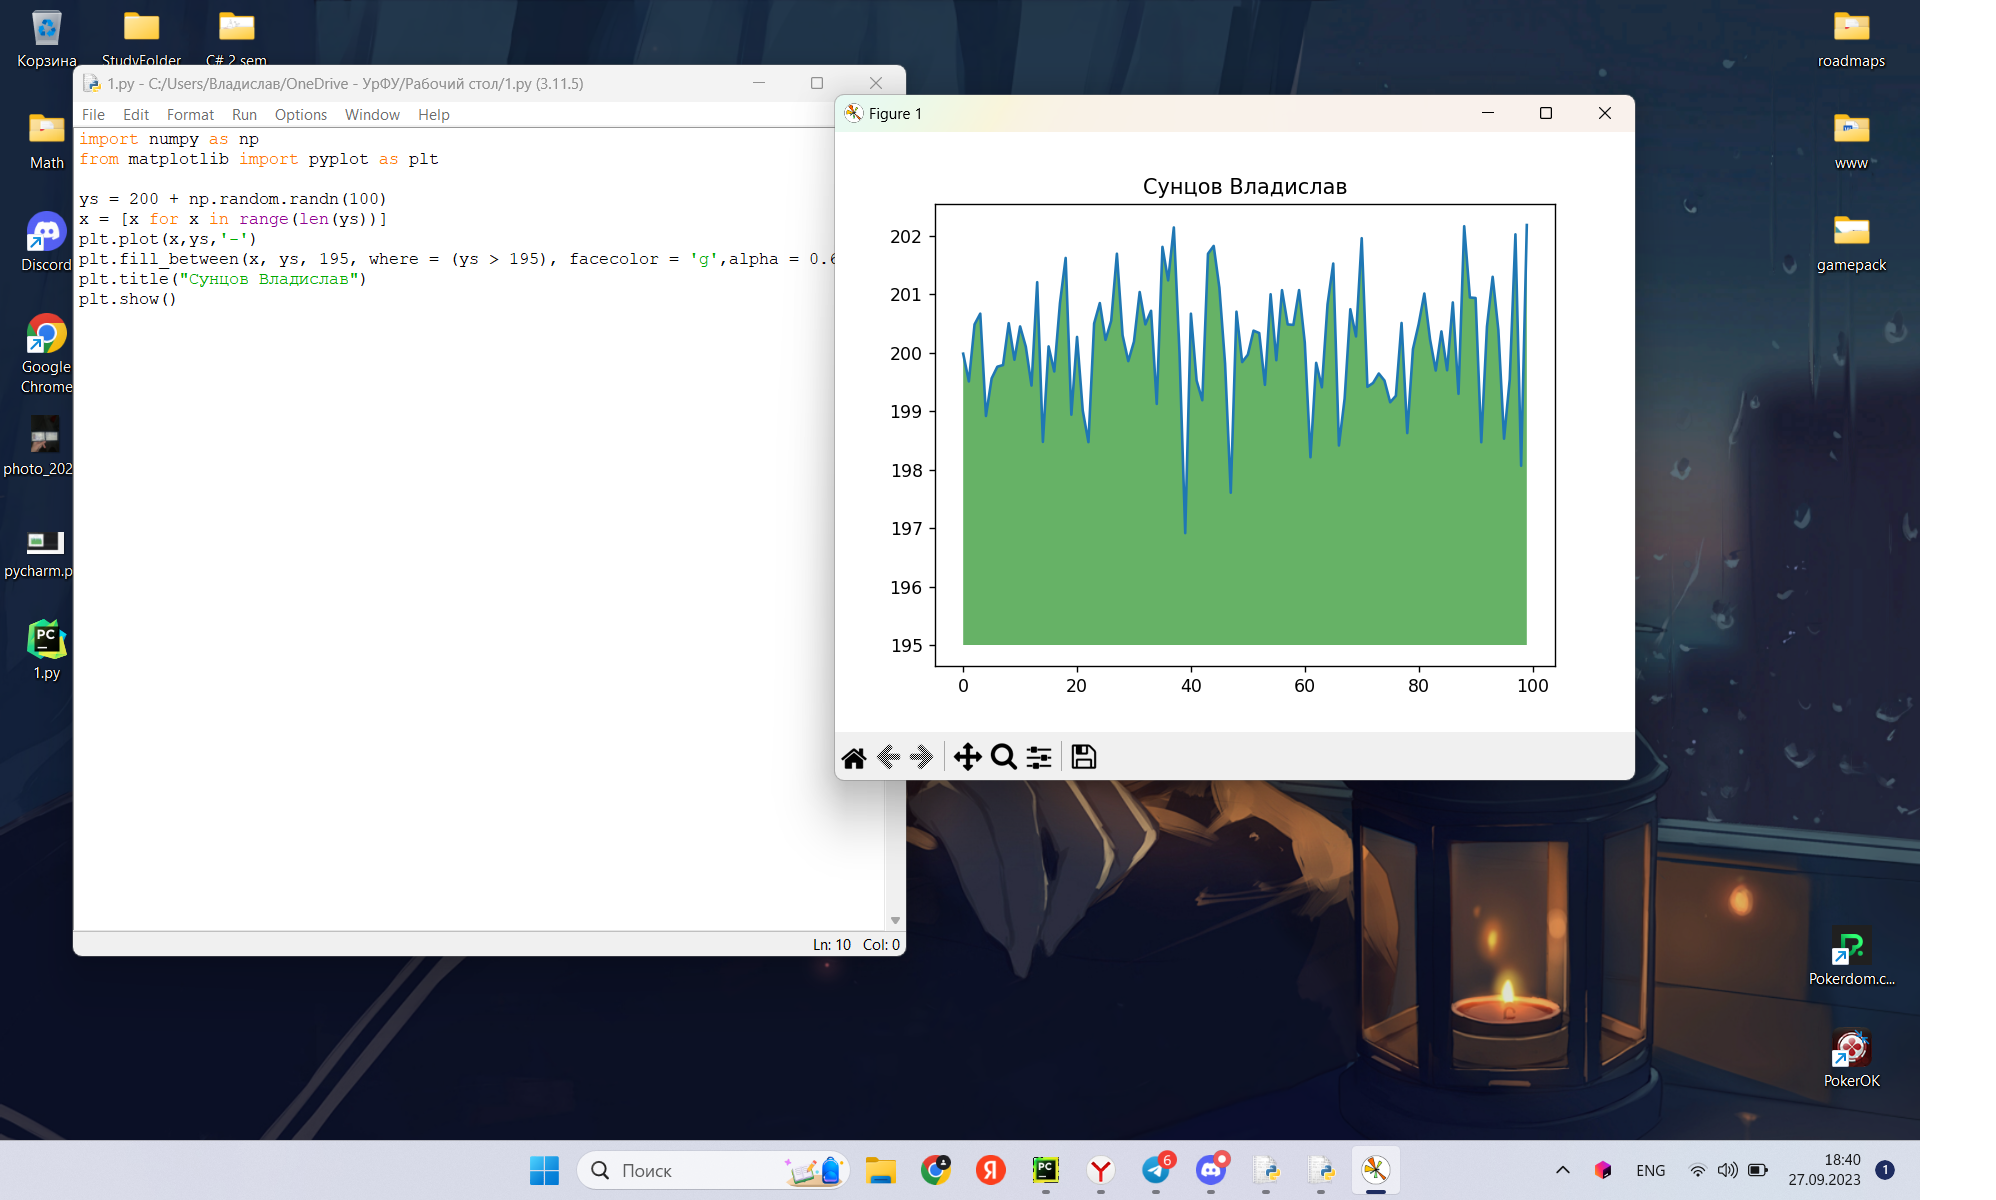 Корзина
StudyFolder
C# 2 sem
Math
Discord
Google
Chrome
photo_202
pycharm.p
1.py
1.py - C:/Users/Владислав/OneDrive - УрФУ/Рабочий стол/1.py (3.11.5)
File Edit Format Run Options Window Help
import numpy as np
from matplotlib import pyplot as plt
ys = 200 + np.random.randn(100)
x = [x for x in range(len(ys))]
plt.plot(x,ys,'-')
plt.fill_between(x, ys, 195, where = (ys > 195), facecolor = 'g',alpha = 0.6
plt.title("Сунцов Владислав")
plt.show()
Ln: 10 Col: 0
Figure 1
Сунцов Владислав
202
201
200
199
198
197
196
195
0 20 40 60 80 100
roadmaps
www
gamepack
Pokerdom.c...
PokerOK
Поиск
PC
6
ENG
18:40
27.09.2023
1